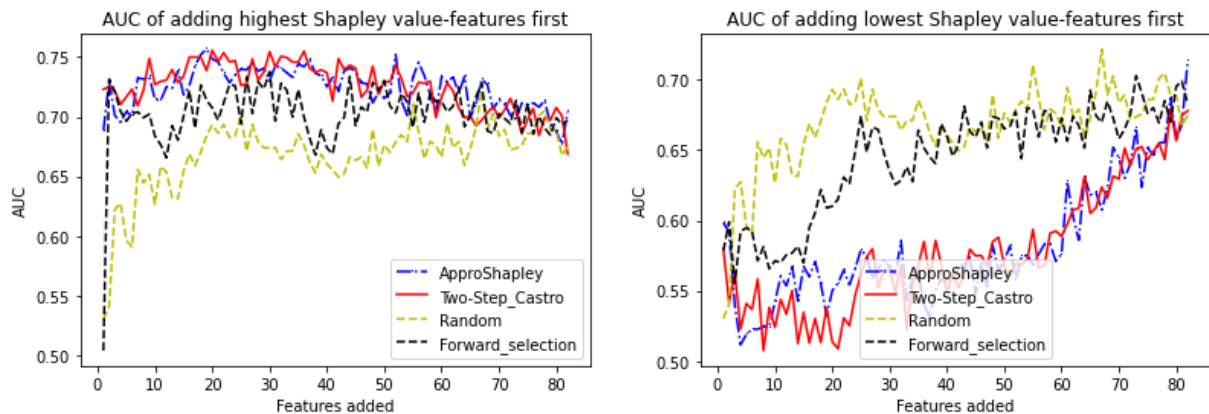 AUC of adding highest Shapley value-features first
0.75
0.70
0.65
0.60
0.55
0.50
AUC
0 10 20 30 40 50 60 70 80
Features added
ApproShapley
Two-Step_Castro
Random
Forward_selection
AUC of adding lowest Shapley value-features first
0.70
0.65
0.60
0.55
0.50
AUC
0 10 20 30 40 50 60 70 80
Features added
ApproShapley
Two-Step_Castro
Random
Forward_selection